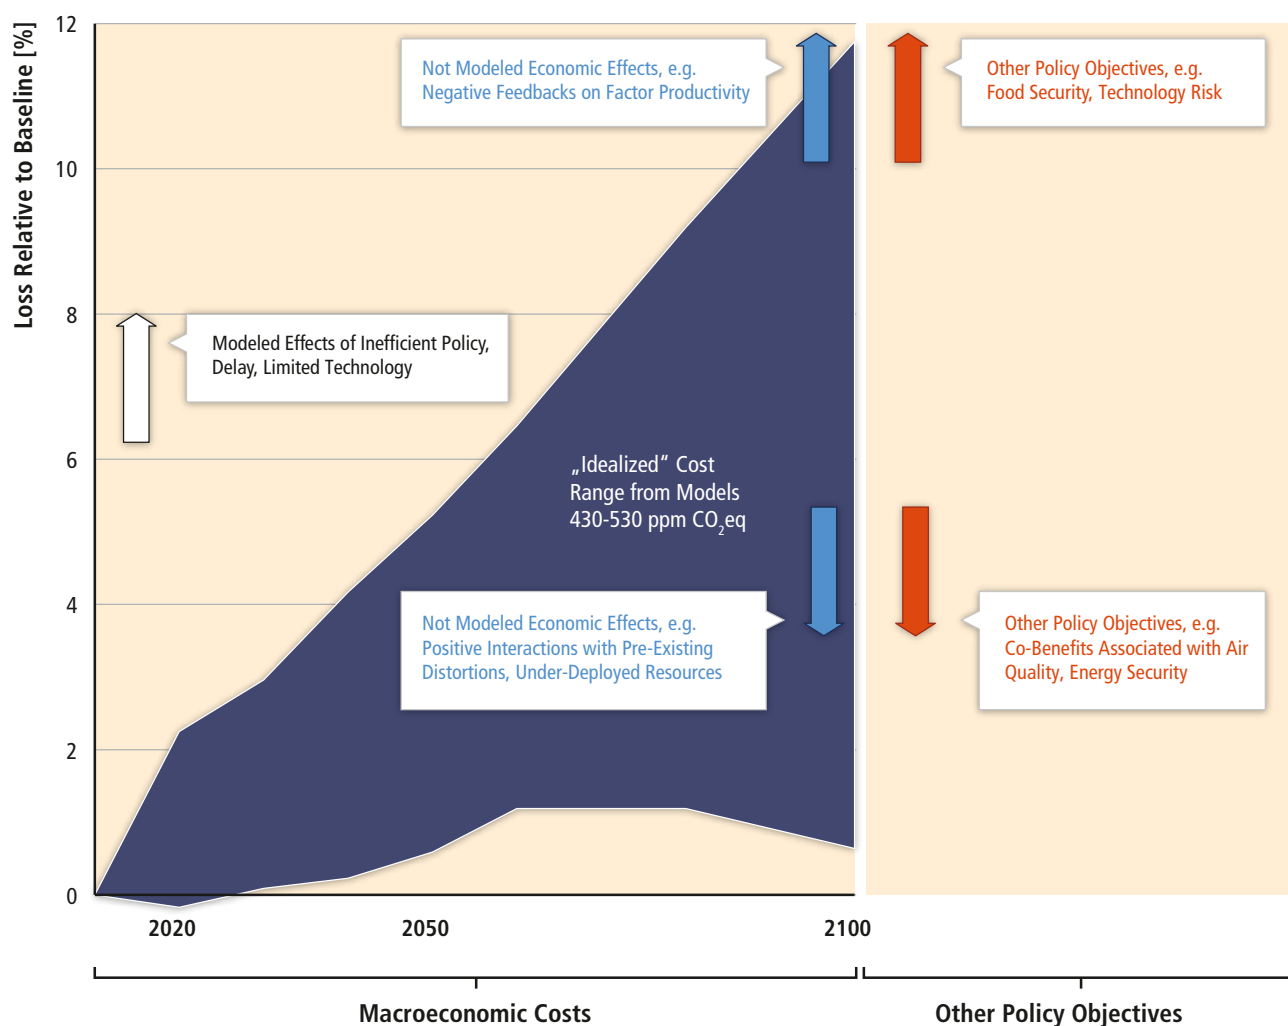 Loss Relative to Baseline [%]
12
10
8
6
4
2
0
Not Modeled Economic Effects, e.g.
Negative Feedbacks on Factor Productivity
Other Policy Objectives, e.g.
Food Security, Technology Risk
Modeled Effects of Inefficient Policy,
Delay, Limited Technology
„Idealized“ Cost
Range from Models
430-530 ppm CO₂eq
Not Modeled Economic Effects, e.g.
Positive Interactions with Pre-Existing
Distortions, Under-Deployed Resources
Other Policy Objectives, e.g.
Co-Benefits Associated with Air
Quality, Energy Security
2020
2050
2100
Macroeconomic Costs
Other Policy Objectives